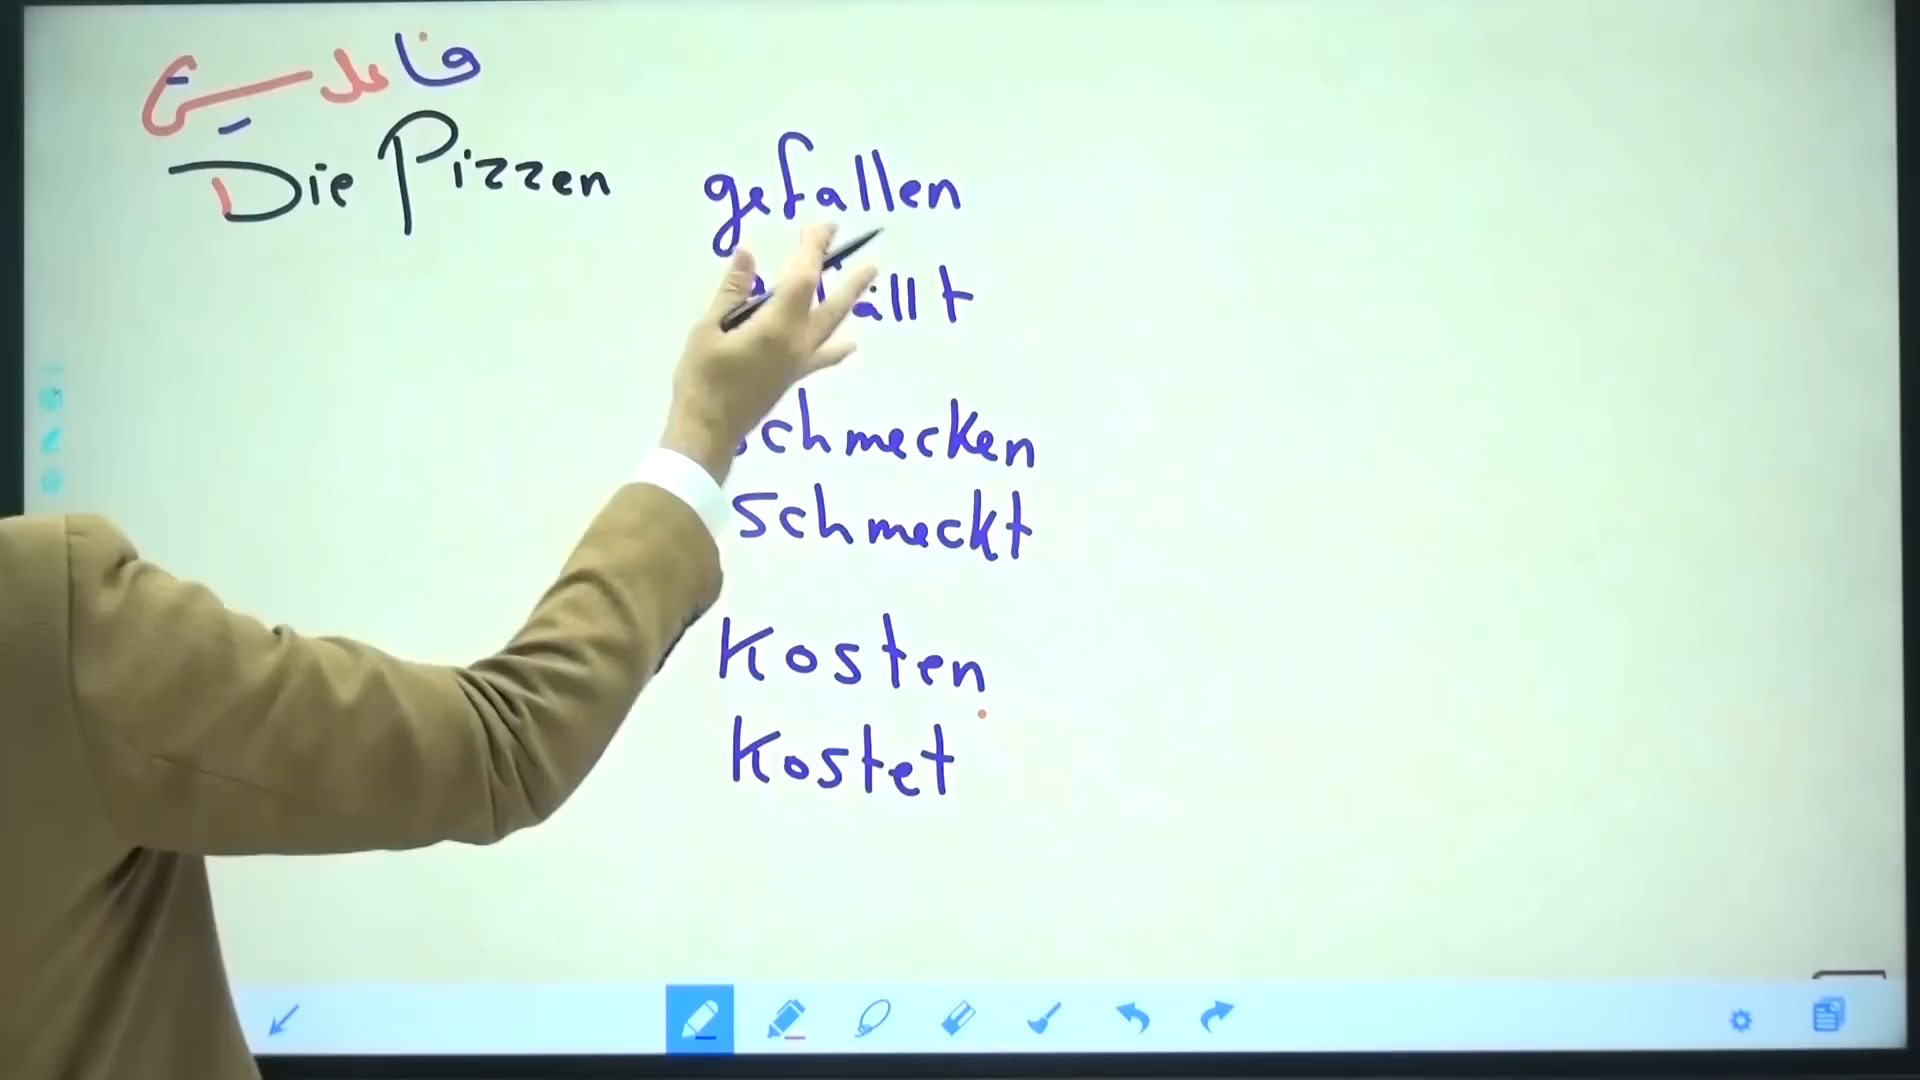 فاعل
Die Pizzen gefallen
schmecken
schmeckt
kosten
kostet